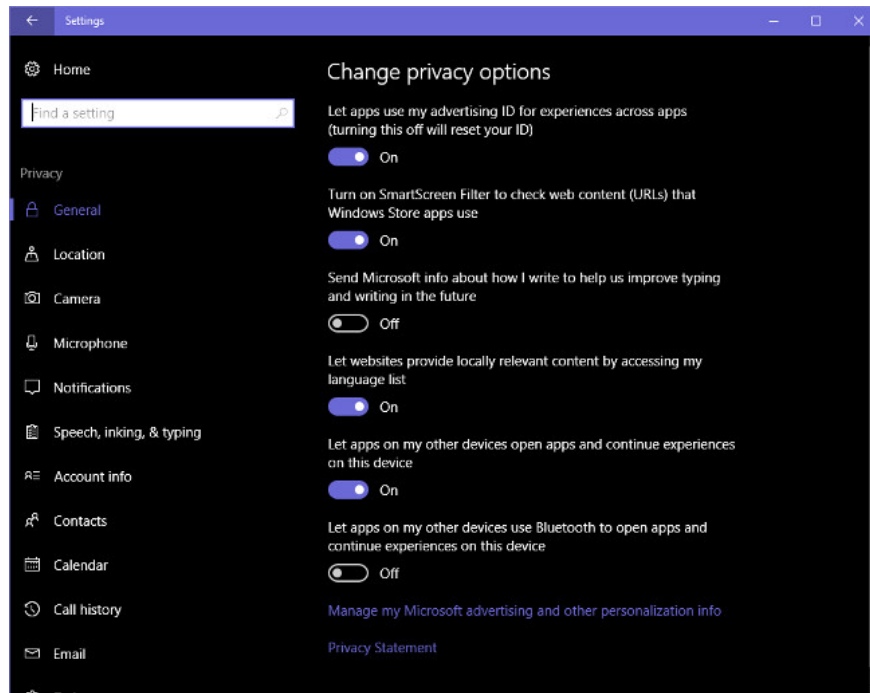 Settings
Home
Find a setting
Privacy
General
Location
Camera
Microphone
Notifications
Speech, inking, & typing
Account info
Contacts
Calendar
Call history
Email
Change privacy options
Let apps use my advertising ID for experiences across apps
(turning this off will reset your ID)
On
Turn on SmartScreen Filter to check web content (URLs) that
Windows Store apps use
On
Send Microsoft info about how I write to help us improve typing
and writing in the future
Off
Let websites provide locally relevant content by accessing my
language list
On
Let apps on my other devices open apps and continue experiences
on this device
On
Let apps on my other devices use Bluetooth to open apps and
continue experiences on this device
Off
Manage my Microsoft advertising and other personalization info
Privacy Statement